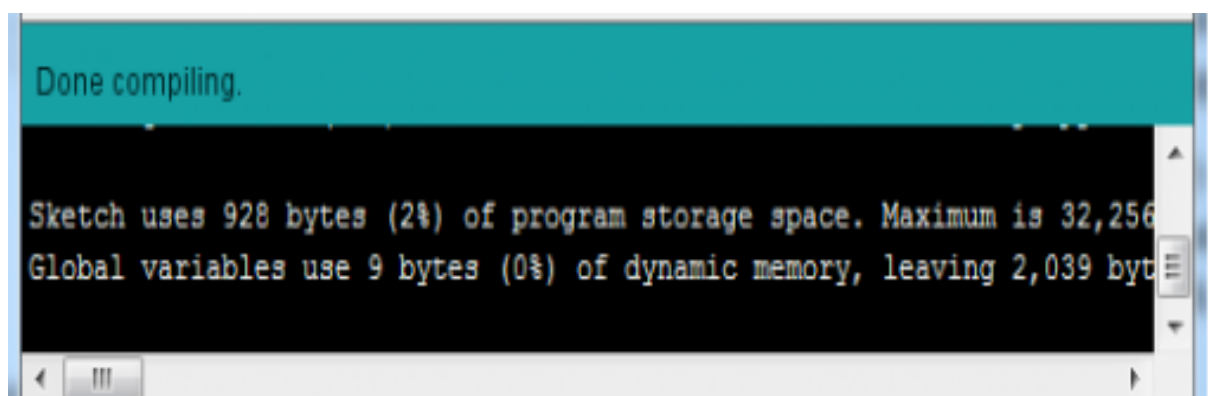 Done compiling.
Sketch uses 928 bytes (2%) of program storage space. Maximum is 32,256
Global variables use 9 bytes (0%) of dynamic memory, leaving 2,039 byt